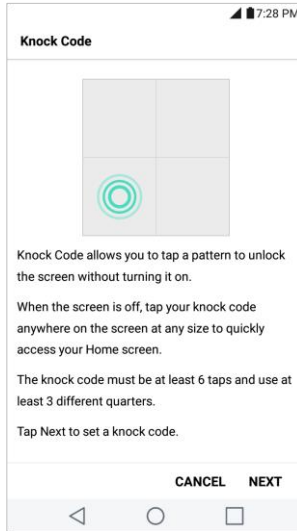 7:28 PM
Knock Code
Knock Code allows you to tap a pattern to unlock
the screen without turning it on.
When the screen is off, tap your knock code
anywhere on the screen at any size to quickly
access your Home screen.
The knock code must be at least 6 taps and use at
least 3 different quarters.
Tap Next to set a knock code.
CANCEL NEXT